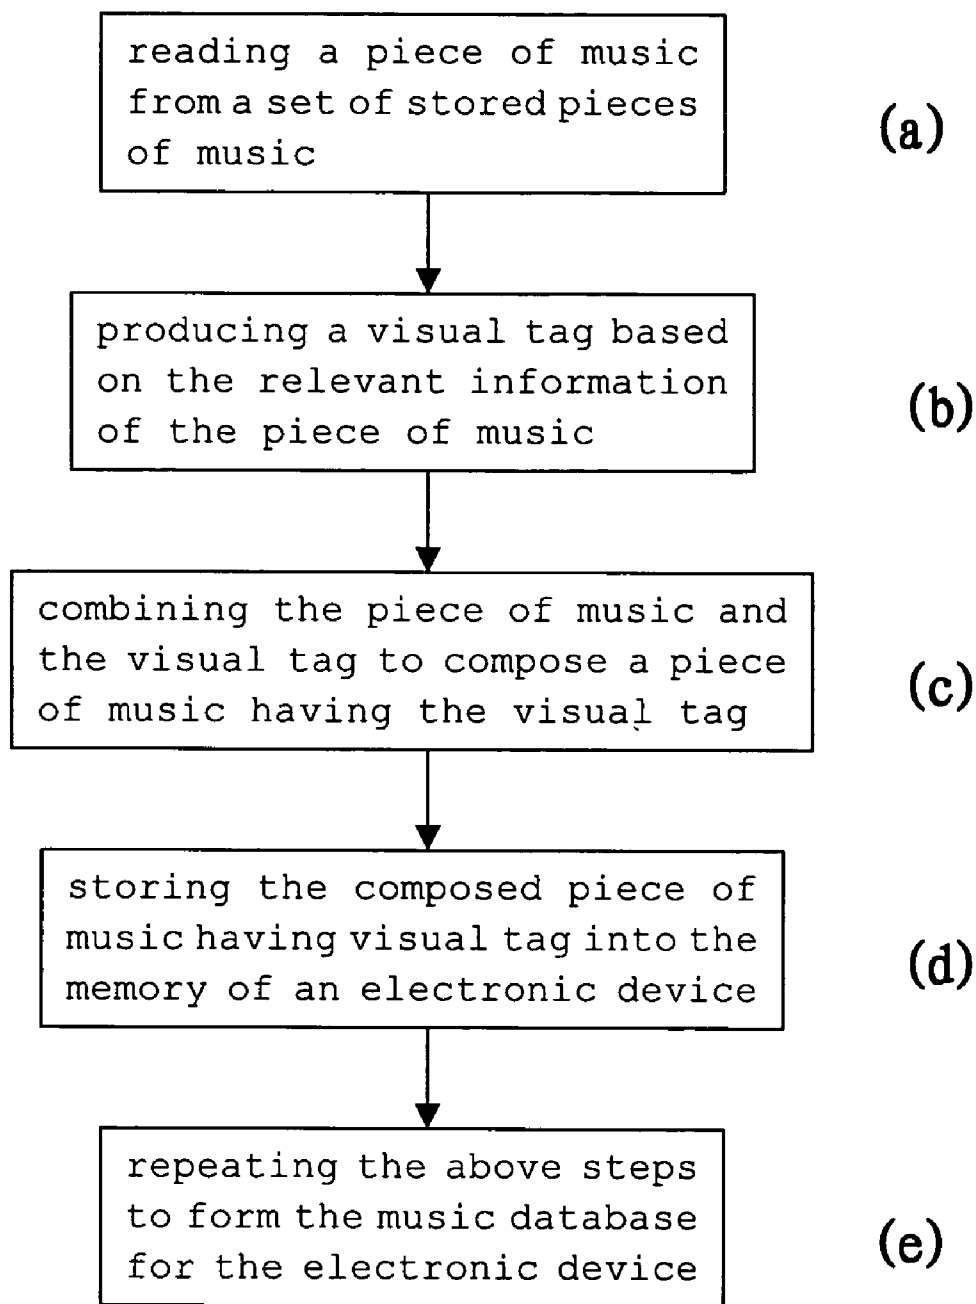 reading a piece of music
from a set of stored pieces
of music
(a)
producing a visual tag based
on the relevant information
of the piece of music
(b)
combining the piece of music and
the visual tag to compose a piece
of music having the visual tag
(c)
storing the composed piece of
music having visual tag into the
memory of an electronic device
(d)
repeating the above steps
to form the music database
for the electronic device
(e)